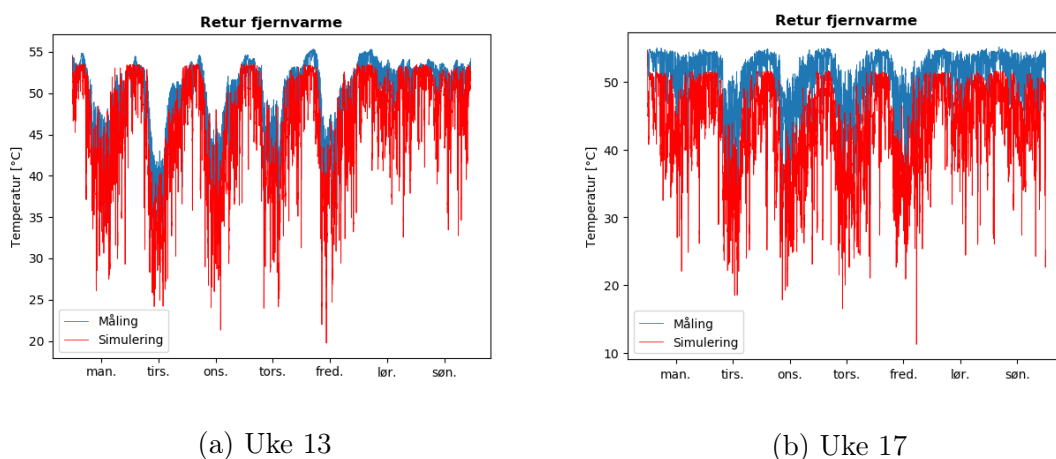 Retur fjernvarme
Temperatur [°C]
55
50
45
40
35
30
25
20
Måling
Simulering
man. tirs. ons. tors. fred. lør. søn.
(a) Uke 13
Retur fjernvarme
Temperatur [°C]
50
40
30
20
10
Måling
Simulering
man. tirs. ons. tors. fred. lør. søn.
(b) Uke 17